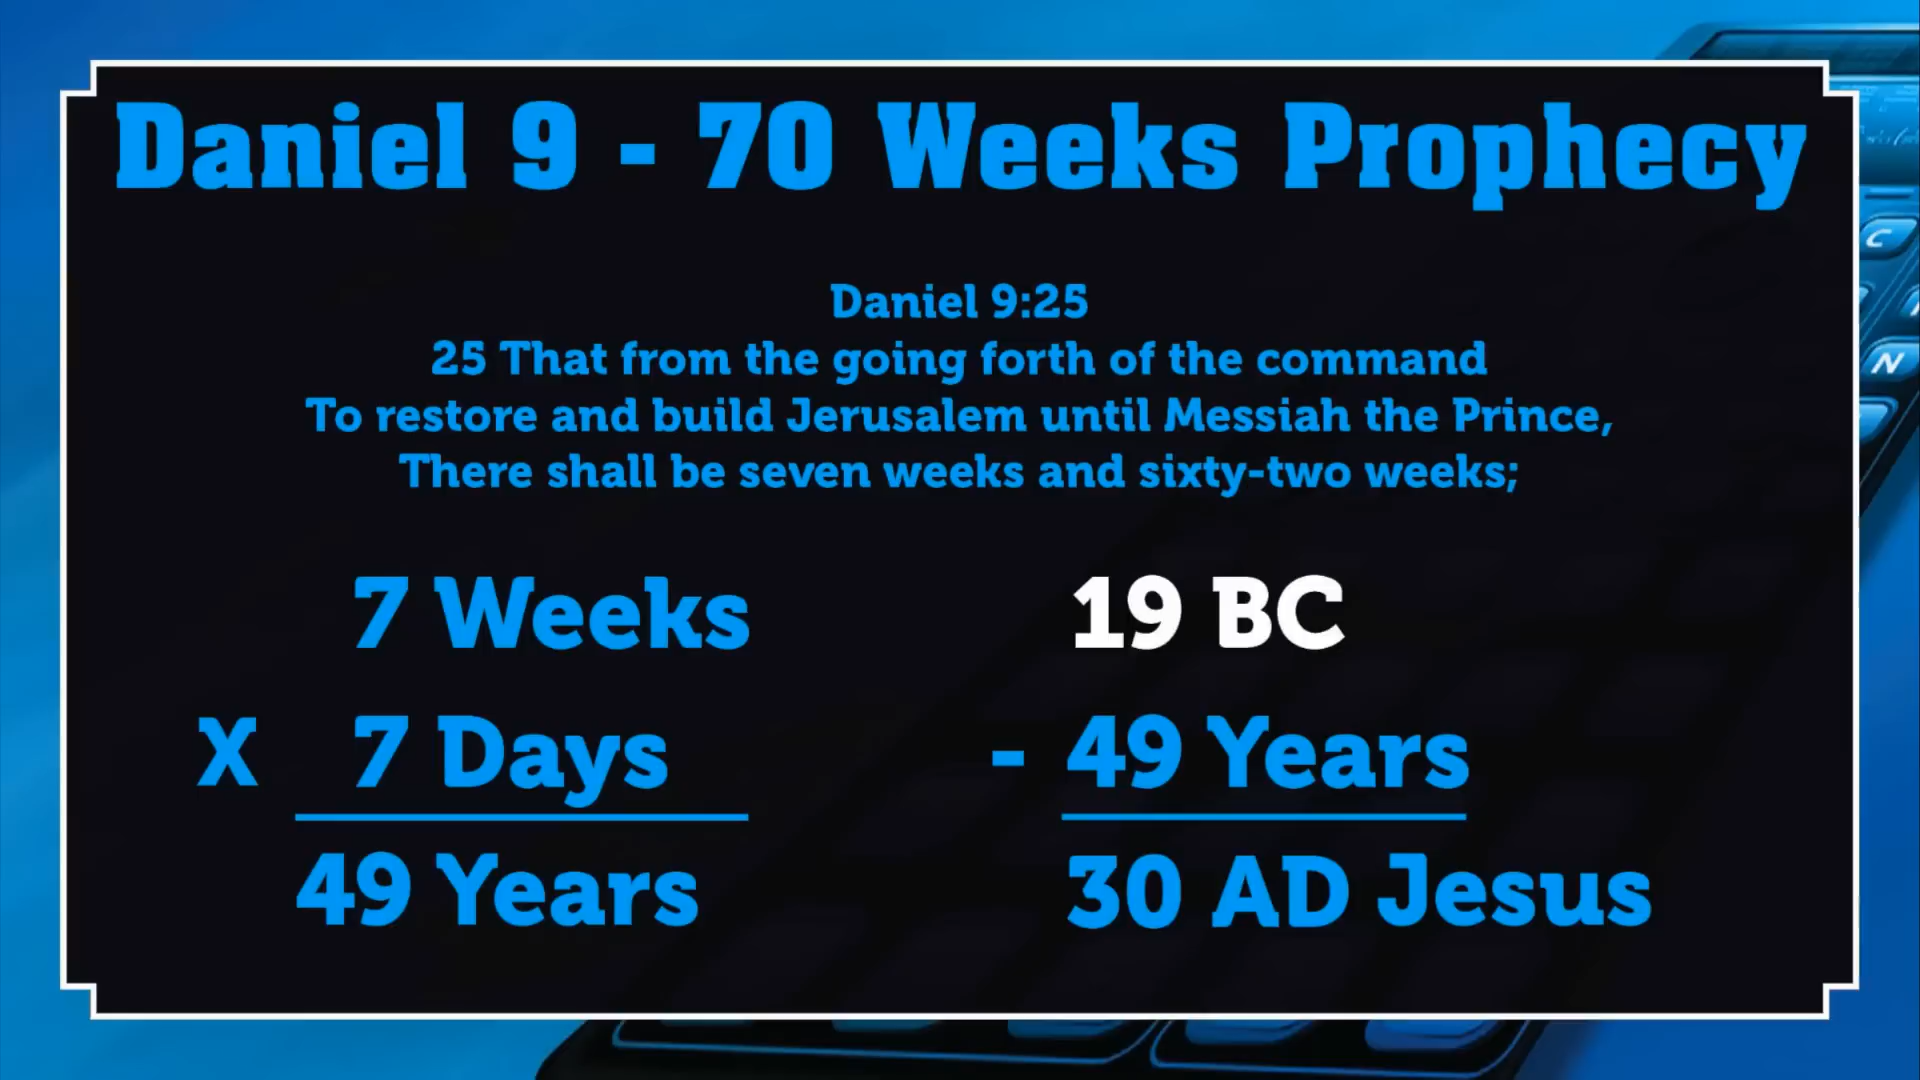 Daniel 9 - 70 Weeks Prophecy
Daniel 9:25
25 That from the going forth of the command
To restore and build Jerusalem until Messiah the Prince,
There shall be seven weeks and sixty-two weeks;
7 Weeks
X 7 Days
49 Years
19 BC
- 49 Years
30 AD Jesus
C
N